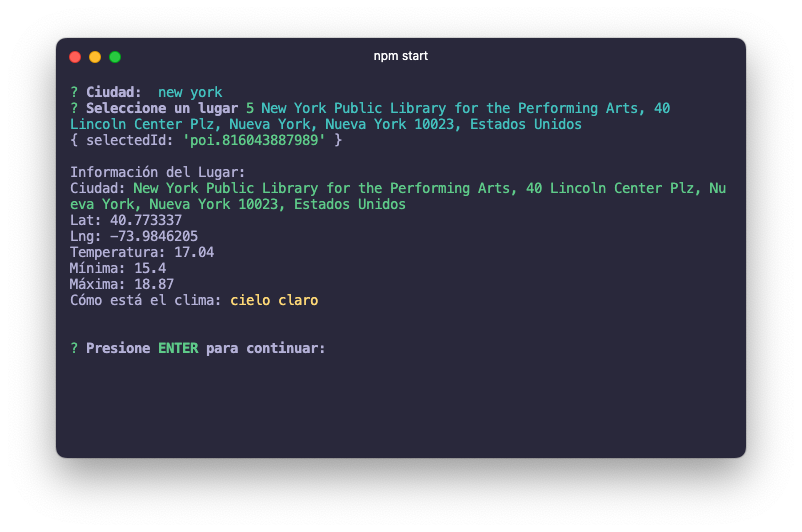 npm start
? Ciudad:  new york
? Seleccione un lugar 5 New York Public Library for the Performing Arts, 40
Lincoln Center Plz, Nueva York, Nueva York 10023, Estados Unidos
{ selectedId: 'poi.816043887989' }
Información del Lugar:
Ciudad: New York Public Library for the Performing Arts, 40 Lincoln Center Plz, Nu
eva York, Nueva York 10023, Estados Unidos
Lat: 40.773337
Lng: -73.9846205
Temperatura: 17.04
Mínima: 15.4
Máxima: 18.87
Cómo está el clima: cielo claro
? Presione ENTER para continuar: